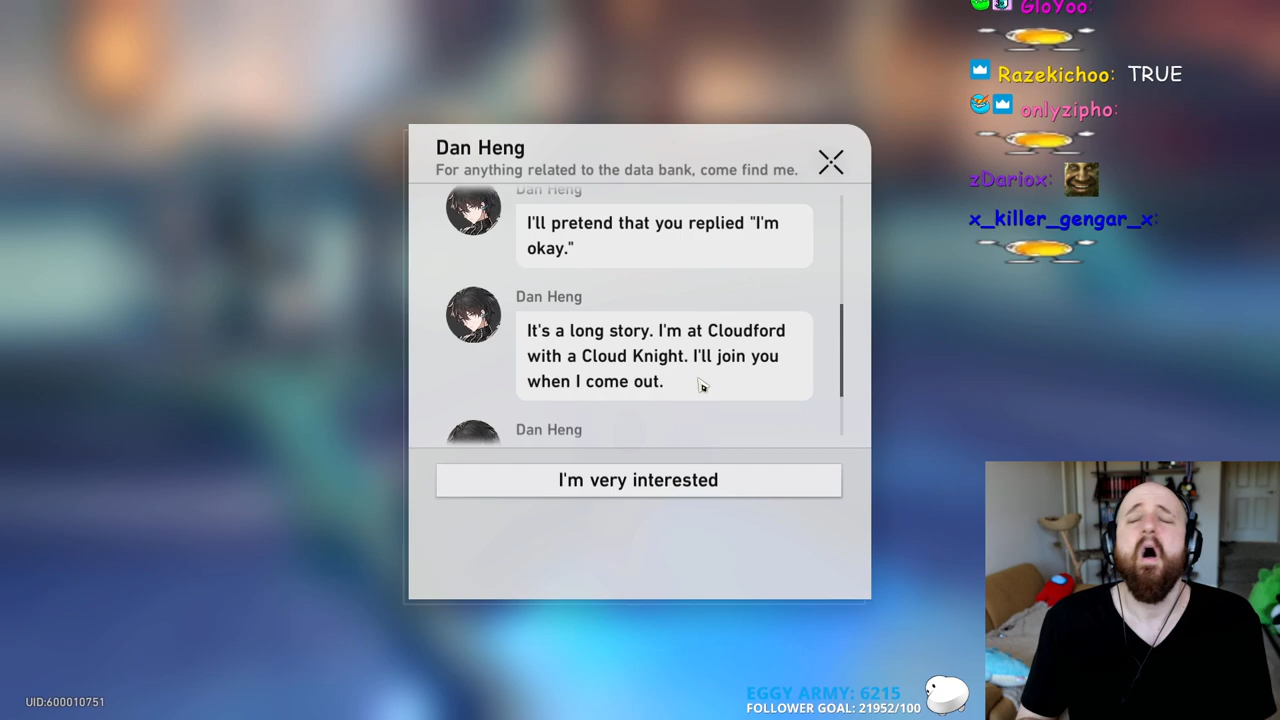 GloYoo:
Razekichoo: TRUE
onlyzipho:
zDariox:
x_killer_gengar_x:
Dan Heng
For anything related to the data bank, come find me.
Dan Heng
I'll pretend that you replied "I'm
okay."
Dan Heng
It's a long story. I'm at Cloudford
with a Cloud Knight. I'll join you
when I come out.
Dan Heng
I'm very interested
EGGY ARMY: 6215
FOLLOWER GOAL: 21952/100
UID:600010751